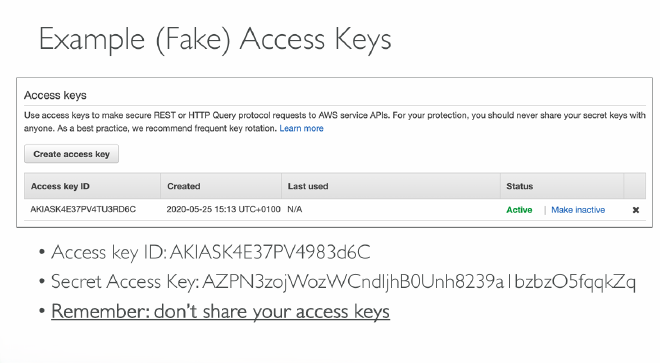 Example (Fake) Access Keys
Access keys
Use access keys to make secure REST or HTTP Query protocol requests to AWS service APIs. For your protection, you should never share your secret keys with
anyone. As a best practice, we recommend frequent key rotation. Learn more
Create access key
Access key ID Created Last used Status
AKIASK4E37PV4TU3RD6C 2020-05-25 15:13 UTC+0100 N/A Active | Make inactive ✖
• Access key ID: AKIASK4E37PV4983d6C
• Secret Access Key: AZPN3zojWozWCndIjhB0Unh8239a1bzbzO5fqqkZq
• Remember: don't share your access keys